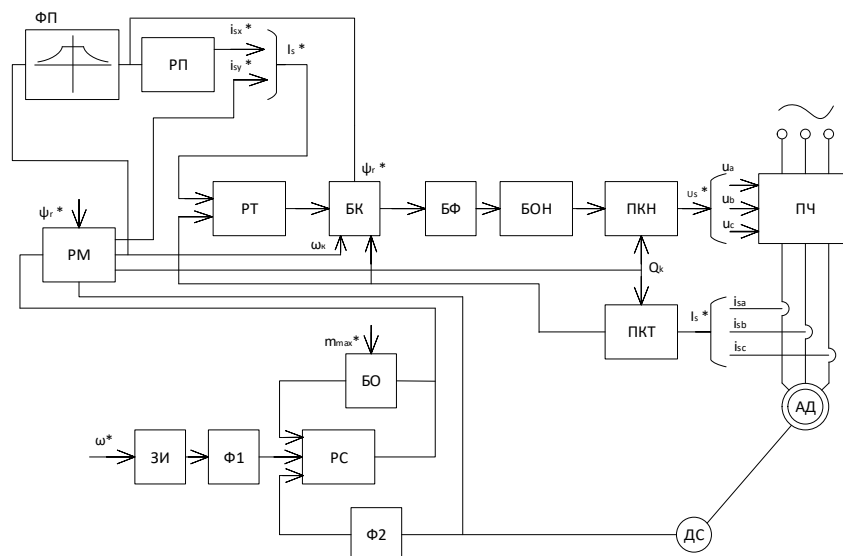 ФП
isx*
Is*
РП
isy*
ψr*
РТ
БК
БФ
БОН
ПКН
us*
ua
ub
uc
ПЧ
ψr*
РМ
ωк
Qk
ПКТ
Is*
isa
isb
isc
mmax*
БО
АД
ω*
ЗИ
Ф1
РС
Ф2
ДС